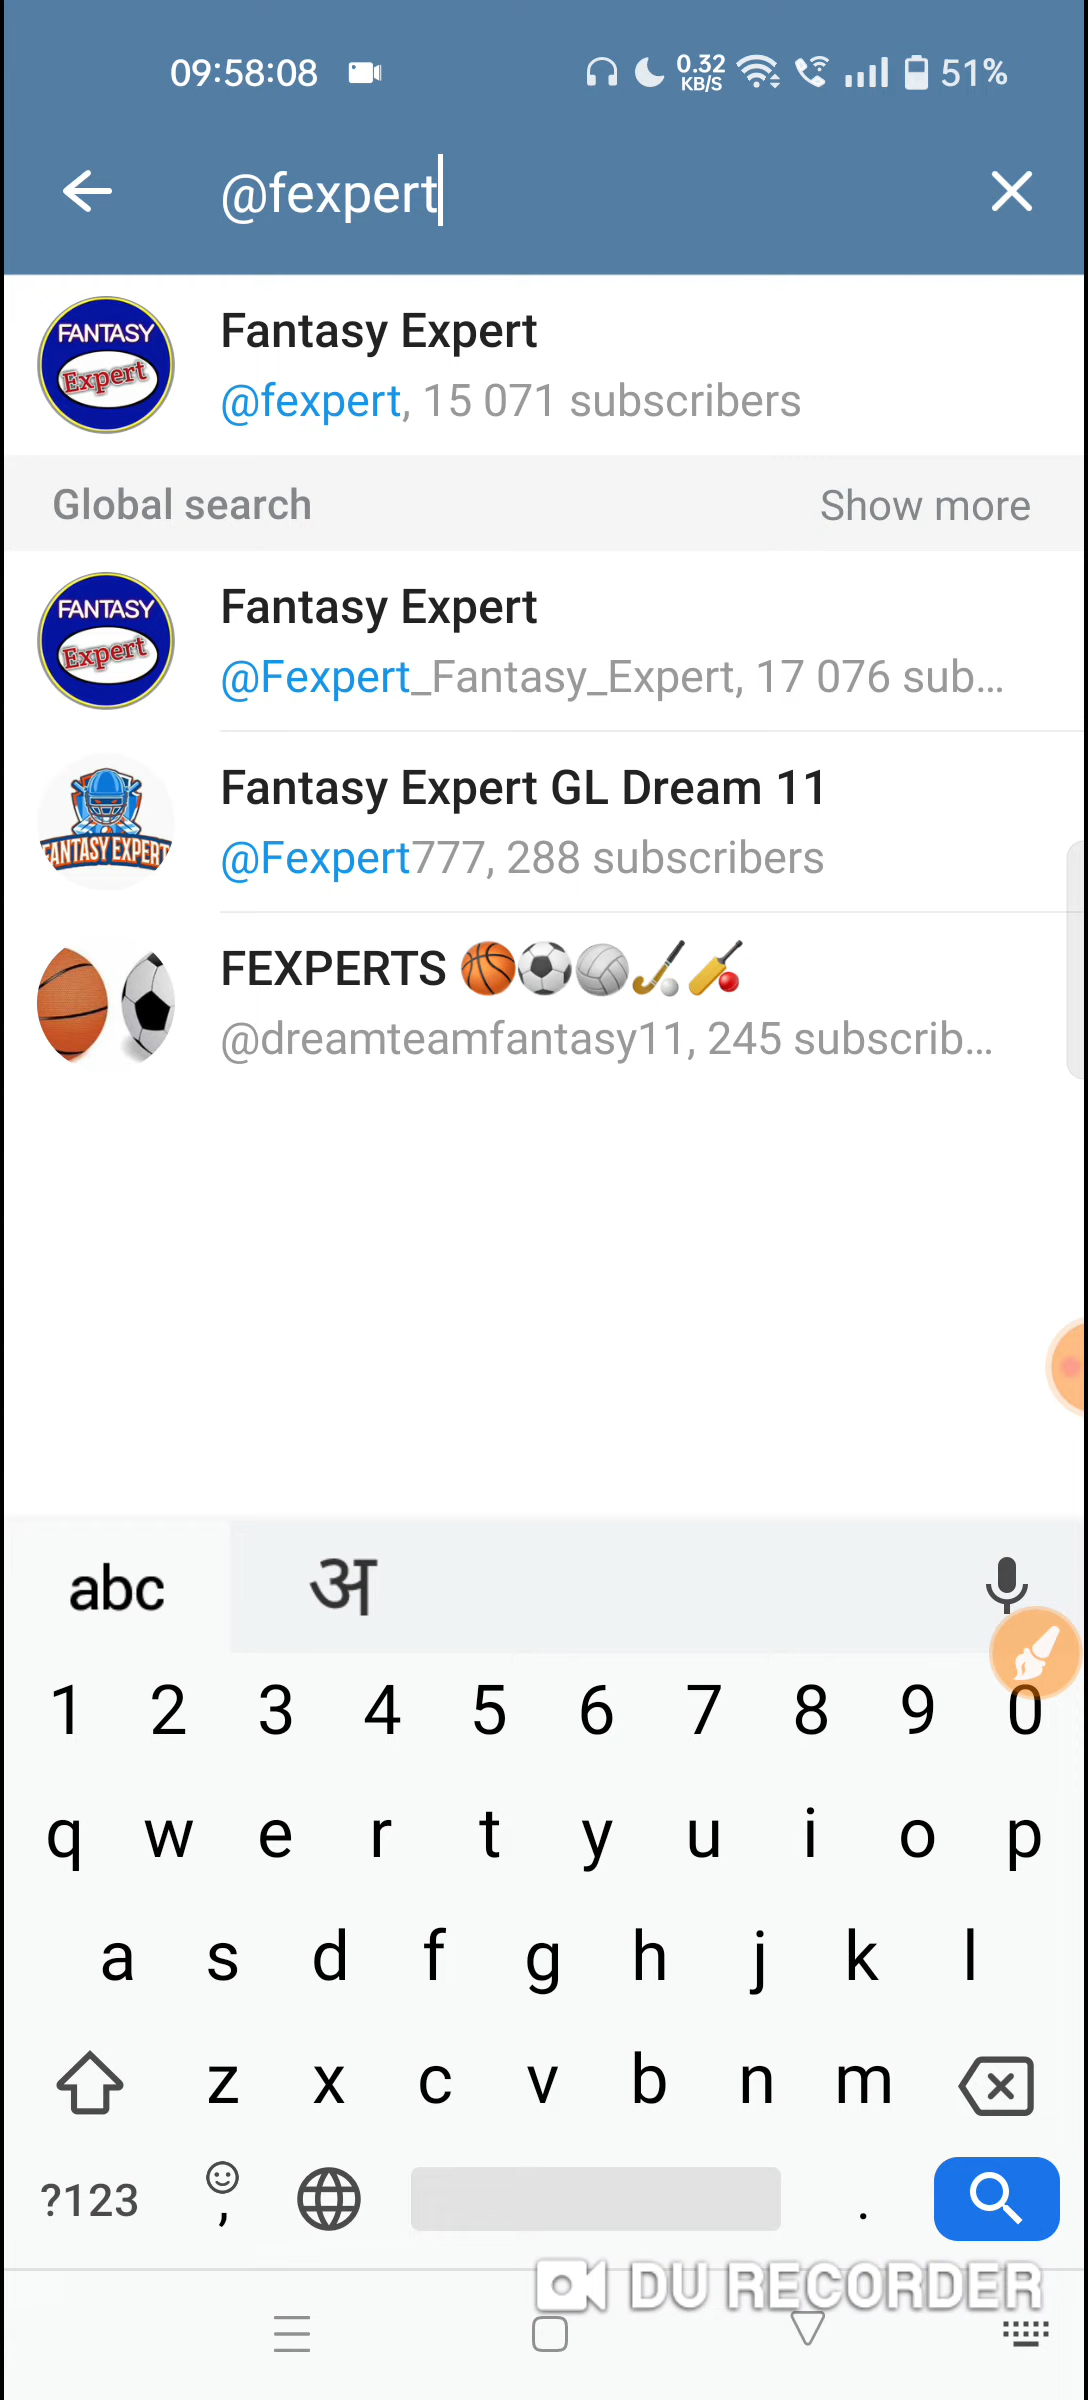 09:58:08 0.32 KB/S 51%
@fexpert
FANTASY
Expert
Fantasy Expert
@fexpert, 15 071 subscribers
Global search Show more
FANTASY
Expert
Fantasy Expert
@Fexpert_Fantasy_Expert, 17 076 sub...
FANTASY EXPERT
Fantasy Expert GL Dream 11
@Fexpert777, 288 subscribers
FEXPERTS 🏀⚽🏐🏑🏏
@dreamteamfantasy11, 245 subscrib...
abc अ
1 2 3 4 5 6 7 8 9 0
q w e r t y u i o p
a s d f g h j k l
z x c v b n m
?123 , .
DU RECORDER